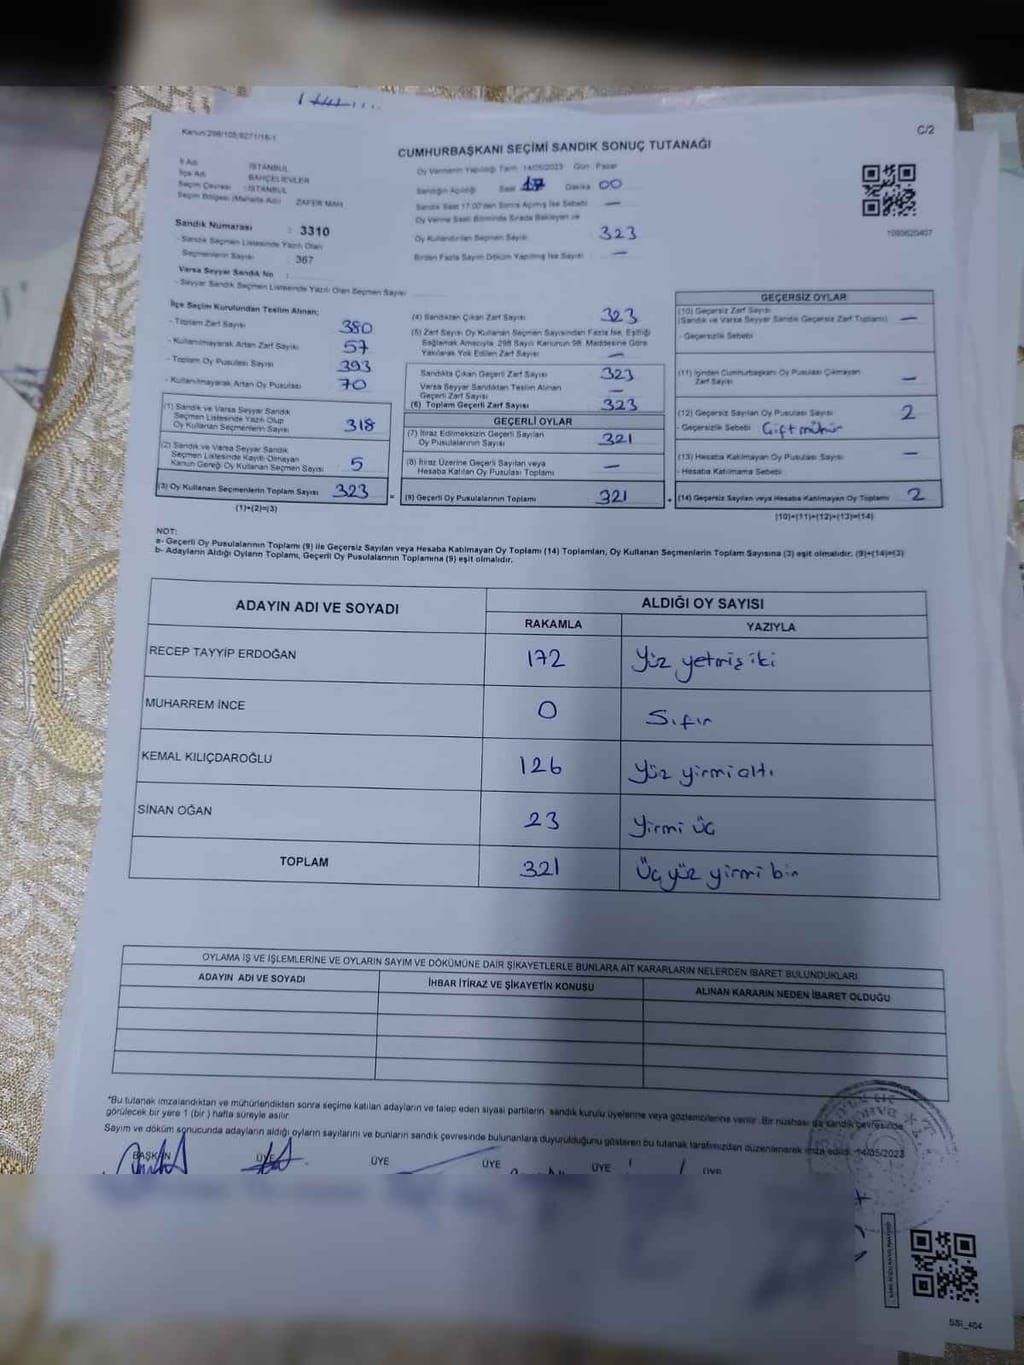 C/2
Kanun:298/105/6271/16-1
CUMHURBAŞKANI SEÇİMİ SANDIK SONUÇ TUTANAĞI
İl Adı : İSTANBUL
İlçe Adı : BAHÇELİEVLER
Seçim Çevresi : İSTANBUL
Seçim Bölgesi (Mahalle Adı) : ZAFER MAH
Sandık Numarası : 3310
- Sandık Seçmen Listesinde Yazılı Olan
Seçmenlerin Sayısı : 367
Varsa Seyyar Sandık No :
- Seyyar Sandık Seçmen Listesinde Yazılı Olan Seçmen Sayısı
Oy Vermenin Yapıldığı Tarih 14/05/2023 Gün Pazar
Sandığın Açıldığı Saat 17 Dakika 00
Sandık Saat 17.00'den Sonra Açılmış İse Sebebi —
Oy Verme Saati Bitiminde Sırada Bekleyen ve
Oy Kullandırılan Seçmen Sayısı 323
Birden Fazla Sayım Döküm Yapılmış İse Sayısı —
1000620407
İlçe Seçim Kurulundan Teslim Alınan;
- Toplam Zarf Sayısı 380
- Kullanılmayarak Artan Zarf Sayısı 57
- Toplam Oy Pusulası Sayısı 393
- Kullanılmayarak Artan Oy Pusulası 70
(1) Sandık ve Varsa Seyyar Sandık
Seçmen Listesinde Yazılı Olup
Oy Kullanan Seçmenlerin Sayısı 318
(2) Sandık ve Varsa Seyyar Sandık
Seçmen Listesinde Kayıtlı Olmayan
Kanun Gereği Oy Kullanan Seçmen Sayısı 5
(3) Oy Kullanan Seçmenlerin Toplam Sayısı 323
(1)+(2)=(3)
(4) Sandıktan Çıkan Zarf Sayısı 323
(5) Zarf Sayısı Oy Kullanan Seçmen Sayısından Fazla İse, Eşitliği
Sağlamak Amacıyla 298 Sayılı Kanunun 98. Maddesine Göre
Yakılarak Yok Edilen Zarf Sayısı —
Sandıkta Çıkan Geçerli Zarf Sayısı 323
Varsa Seyyar Sandıktan Teslim Alınan
Geçerli Zarf Sayısı —
(6) Toplam Geçerli Zarf Sayısı 323
GEÇERLİ OYLAR
(7) İtiraz Edilmeksizin Geçerli Sayılan
Oy Pusulalarının Sayısı 321
(8) İtiraz Üzerine Geçerli Sayılan veya
Hesaba Katılan Oy Pusulası Toplamı —
(9) Geçerli Oy Pusulalarının Toplamı 321
GEÇERSİZ OYLAR
(10) Geçersiz Zarf Sayısı
(Sandık ve Varsa Seyyar Sandık Geçersiz Zarf Toplamı) —
- Geçersizlik Sebebi
(11) İçinden Cumhurbaşkanı Oy Pusulası Çıkmayan
Zarf Sayısı —
(12) Geçersiz Sayılan Oy Pusulası Sayısı 2
- Geçersizlik Sebebi Çift mühür
(13) Hesaba Katılmayan Oy Pusulası Sayısı —
- Hesaba Katılmama Sebebi
(14) Geçersiz Sayılan veya Hesaba Katılmayan Oy Toplamı 2
(10)+(11)+(12)+(13)=(14)
NOT:
a- Geçerli Oy Pusulalarının Toplamı (9) ile Geçersiz Sayılan veya Hesaba Katılmayan Oy Toplamı (14) Toplamları, Oy Kullanan Seçmenlerin Toplam Sayısına (3) eşit olmalıdır. (9)+(14)=(3)
b- Adayların Aldığı Oyların Toplamı, Geçerli Oy Pusulalarının Toplamına (9) eşit olmalıdır.
ADAYIN ADI VE SOYADI ALDIĞI OY SAYISI
RAKAMLA YAZIYLA
RECEP TAYYİP ERDOĞAN 172 Yüz yetmiş iki
MUHARREM İNCE 0 Sıfır
KEMAL KILIÇDAROĞLU 126 Yüz yirmi altı
SİNAN OĞAN 23 Yirmi üç
TOPLAM 321 Üçyüz yirmi bir
OYLAMA İŞ VE İŞLEMLERİNE VE OYLARIN SAYIM VE DÖKÜMÜNE DAİR ŞİKAYETLERLE BUNLARA AİT KARARLARIN NELERDEN İBARET BULUNDUKLARI
ADAYIN ADI VE SOYADI İHBAR İTİRAZ VE ŞİKAYETİN KONUSU ALINAN KARARIN NEDEN İBARET OLDUĞU
*Bu tutanak imzalandıktan ve mühürlendikten sonra seçime katılan adayların ve talep eden siyasi partilerin sandık kurulu üyelerine veya gözlemcilerine verilir. Bir nüshası da sandık çevresinde
görülecek bir yere 1 (bir) hafta süreyle asılır.
Sayım ve döküm sonucunda adayların aldığı oyların sayılarını ve bunların sandık çevresinde bulunanlara duyurulduğunu gösteren bu tutanak tarafımızdan düzenlenerek imza edildi. 14/05/2023
BAŞKAN ÜYE ÜYE ÜYE ÜYE ÜYE
SSI_404